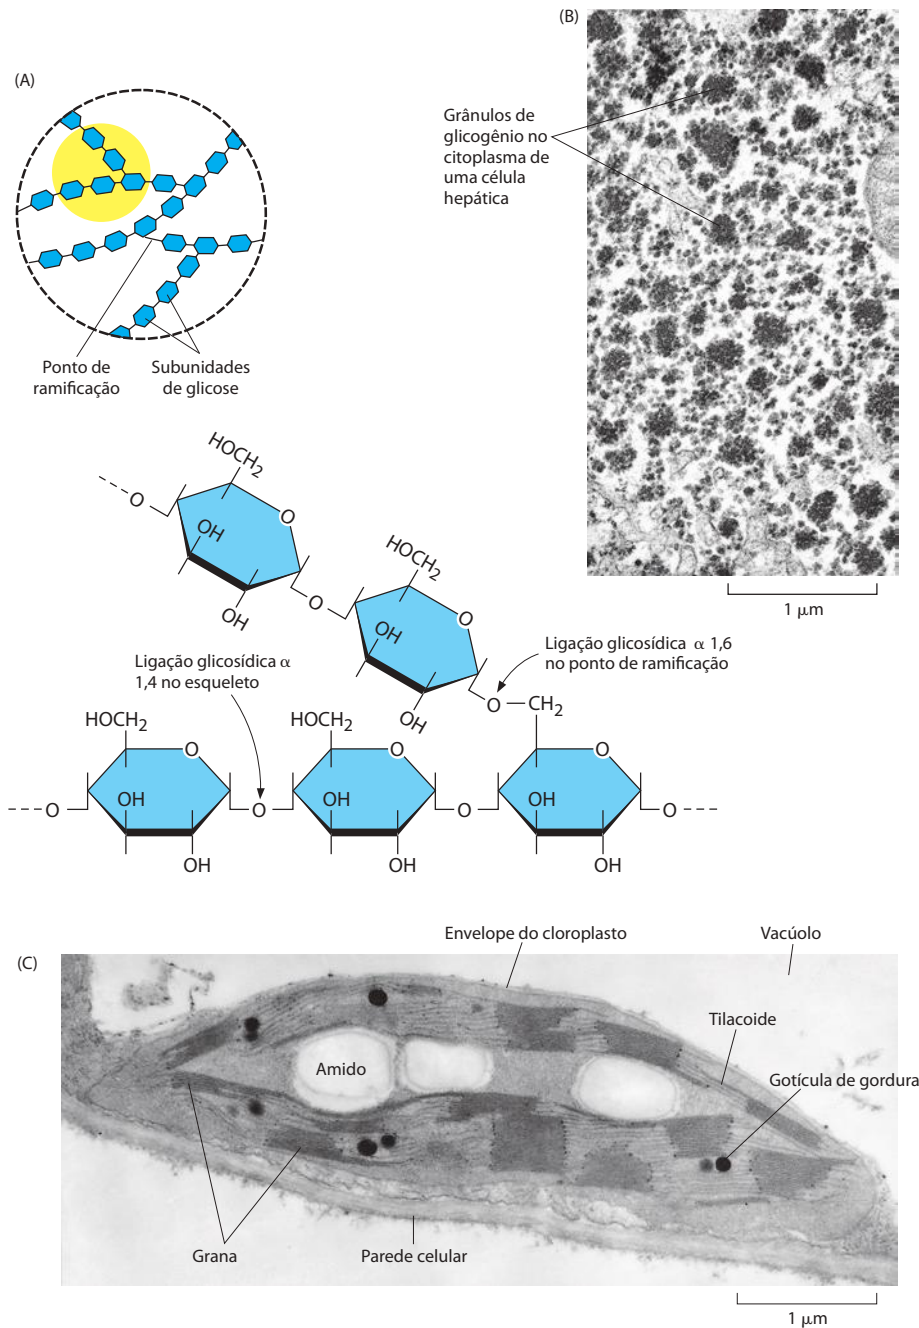 (A)
Ponto de
ramificação
Subunidades
de glicose
(B)
Grânulos de
glicogênio no
citoplasma de
uma célula
hepática
1 µm
HOCH2
O
O
OH
OH
O
HOCH2
O
OH
OH
Ligação glicosídica α 1,6
no ponto de ramificação
O
CH2
Ligação glicosídica α
1,4 no esqueleto
HOCH2
O
O
OH
OH
O
HOCH2
O
OH
OH
O
O
OH
OH
O
(C)
Envelope do cloroplasto
Vacúolo
Tilacoide
Amido
Gotícula de gordura
Grana
Parede celular
1 µm